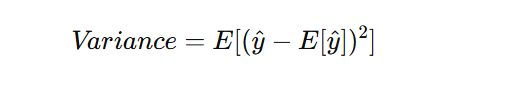 Variance = E[(ŷ − E[ŷ])²]